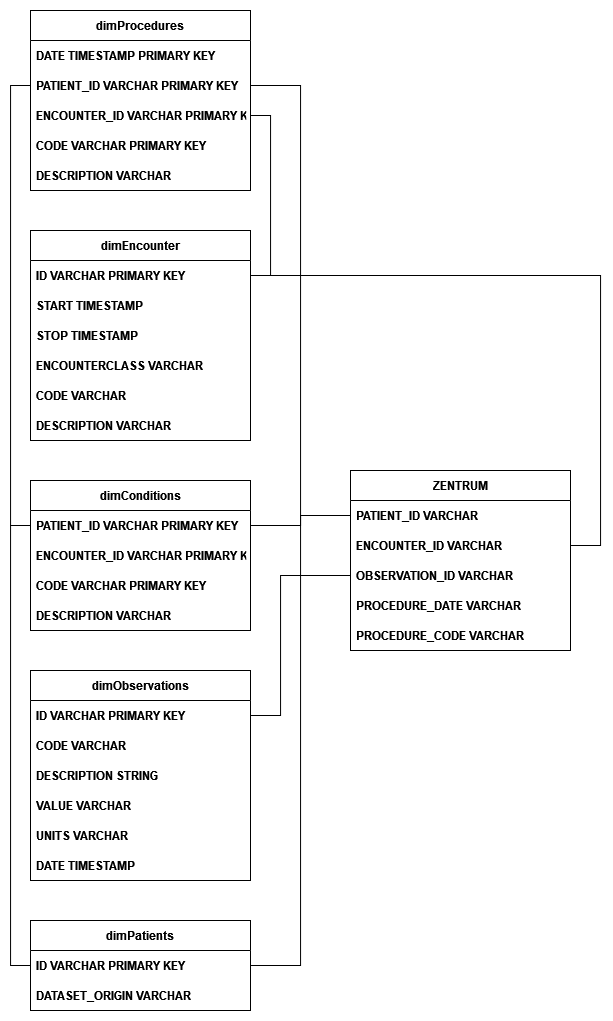 dimProcedures
DATE TIMESTAMP PRIMARY KEY
PATIENT_ID VARCHAR PRIMARY KEY
ENCOUNTER_ID VARCHAR PRIMARY K
CODE VARCHAR PRIMARY KEY
DESCRIPTION VARCHAR
dimEncounter
ID VARCHAR PRIMARY KEY
START TIMESTAMP
STOP TIMESTAMP
ENCOUNTERCLASS VARCHAR
CODE VARCHAR
DESCRIPTION VARCHAR
dimConditions
PATIENT_ID VARCHAR PRIMARY KEY
ENCOUNTER_ID VARCHAR PRIMARY K
CODE VARCHAR PRIMARY KEY
DESCRIPTION VARCHAR
ZENTRUM
PATIENT_ID VARCHAR
ENCOUNTER_ID VARCHAR
OBSERVATION_ID VARCHAR
PROCEDURE_DATE VARCHAR
PROCEDURE_CODE VARCHAR
dimObservations
ID VARCHAR PRIMARY KEY
CODE VARCHAR
DESCRIPTION STRING
VALUE VARCHAR
UNITS VARCHAR
DATE TIMESTAMP
dimPatients
ID VARCHAR PRIMARY KEY
DATASET_ORIGIN VARCHAR